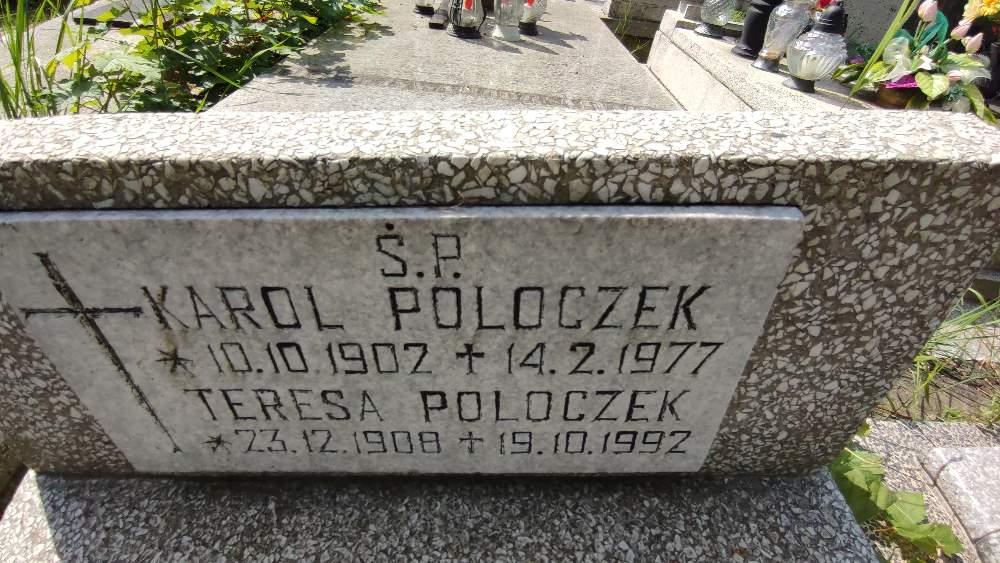 Ś.P.
KAROL POLOCZEK
* 10.10.1902 + 14.2.1977
TERESA POLOCZEK
* 23.12.1908 + 19.10.1992